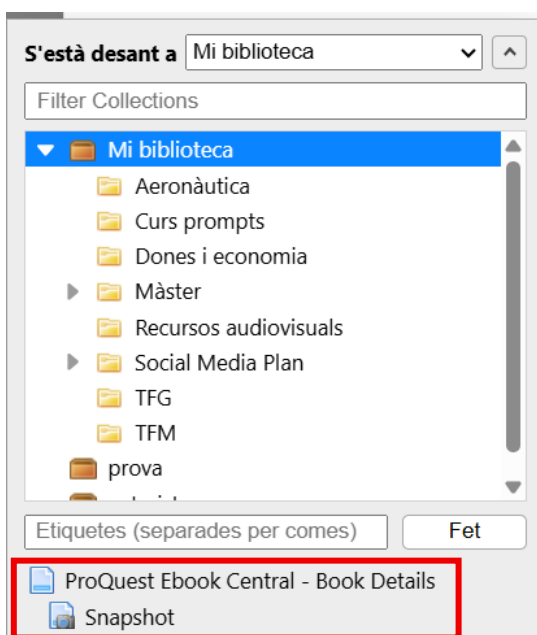 S'està desant a Mi biblioteca
Filter Collections
Mi biblioteca
Aeronàutica
Curs prompts
Dones i economia
Màster
Recursos audiovisuals
Social Media Plan
TFG
TFM
prova
Etiquetes (separades per comes) Fet
ProQuest Ebook Central - Book Details
Snapshot